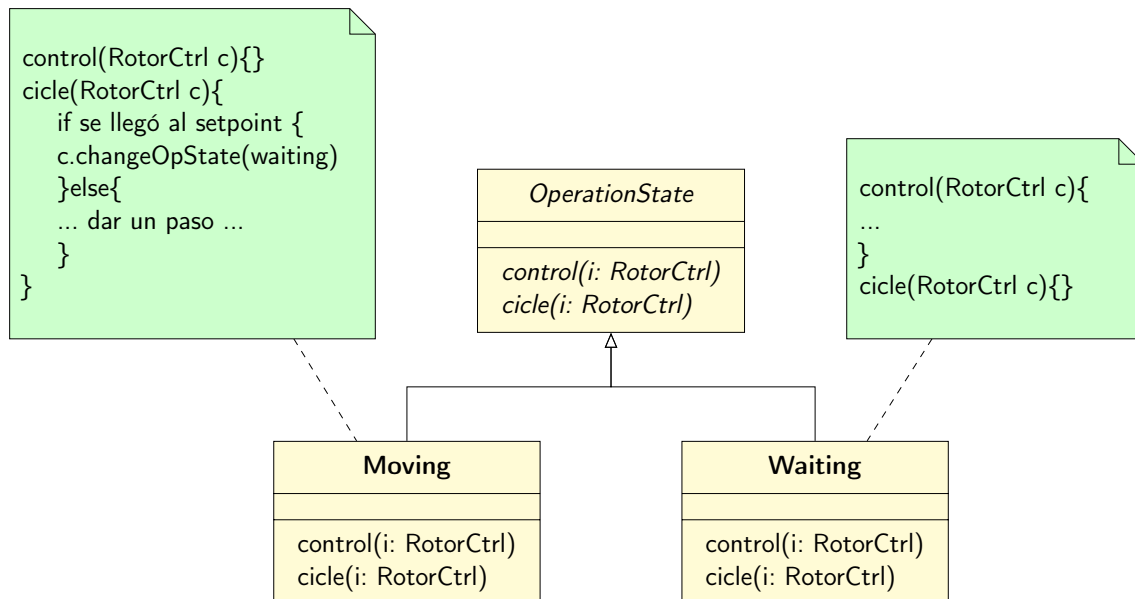 control(RotorCtrl c){}
cicle(RotorCtrl c){
if se llegó al setpoint {
c.changeOpState(waiting)
}else{
... dar un paso ...
}
}
OperationState
control(i: RotorCtrl)
cicle(i: RotorCtrl)
control(RotorCtrl c){
...
}
cicle(RotorCtrl c){}
Moving
control(i: RotorCtrl)
cicle(i: RotorCtrl)
Waiting
control(i: RotorCtrl)
cicle(i: RotorCtrl)